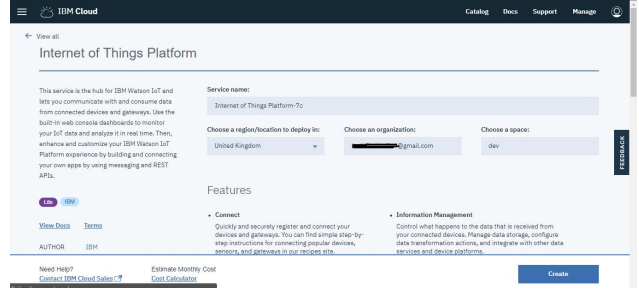 IBM Cloud
Catalog Docs Support Manage
← View all
Internet of Things Platform
This service is the hub for IBM Watson IoT and
lets you communicate with and consume data
from connected devices and gateways. Use the
built-in web console dashboards to monitor
your IoT data and analyze it in real time. Then,
enhance and customize your IBM Watson IoT
Platform experience by building and connecting
your own apps by using messaging and REST
APIs.
Lite IBM
View Docs Terms
AUTHOR IBM
Service name:
Internet of Things Platform-7c
Choose a region/location to deploy in:
United Kingdom
Choose an organization:
@gmail.com
Choose a space:
dev
Features
• Connect
Quickly and securely register and connect your
devices and gateways. You can find simple step-by-
step instructions for connecting popular devices,
sensors, and gateways in our recipes site.
• Information Management
Control what happens to the data that is received from
your connected devices. Manage data storage, configure
data transformation actions, and integrate with other data
services and device platforms.
FEEDBACK
Need Help?
Contact IBM Cloud Sales
Estimate Monthly Cost
Cost Calculator
Create